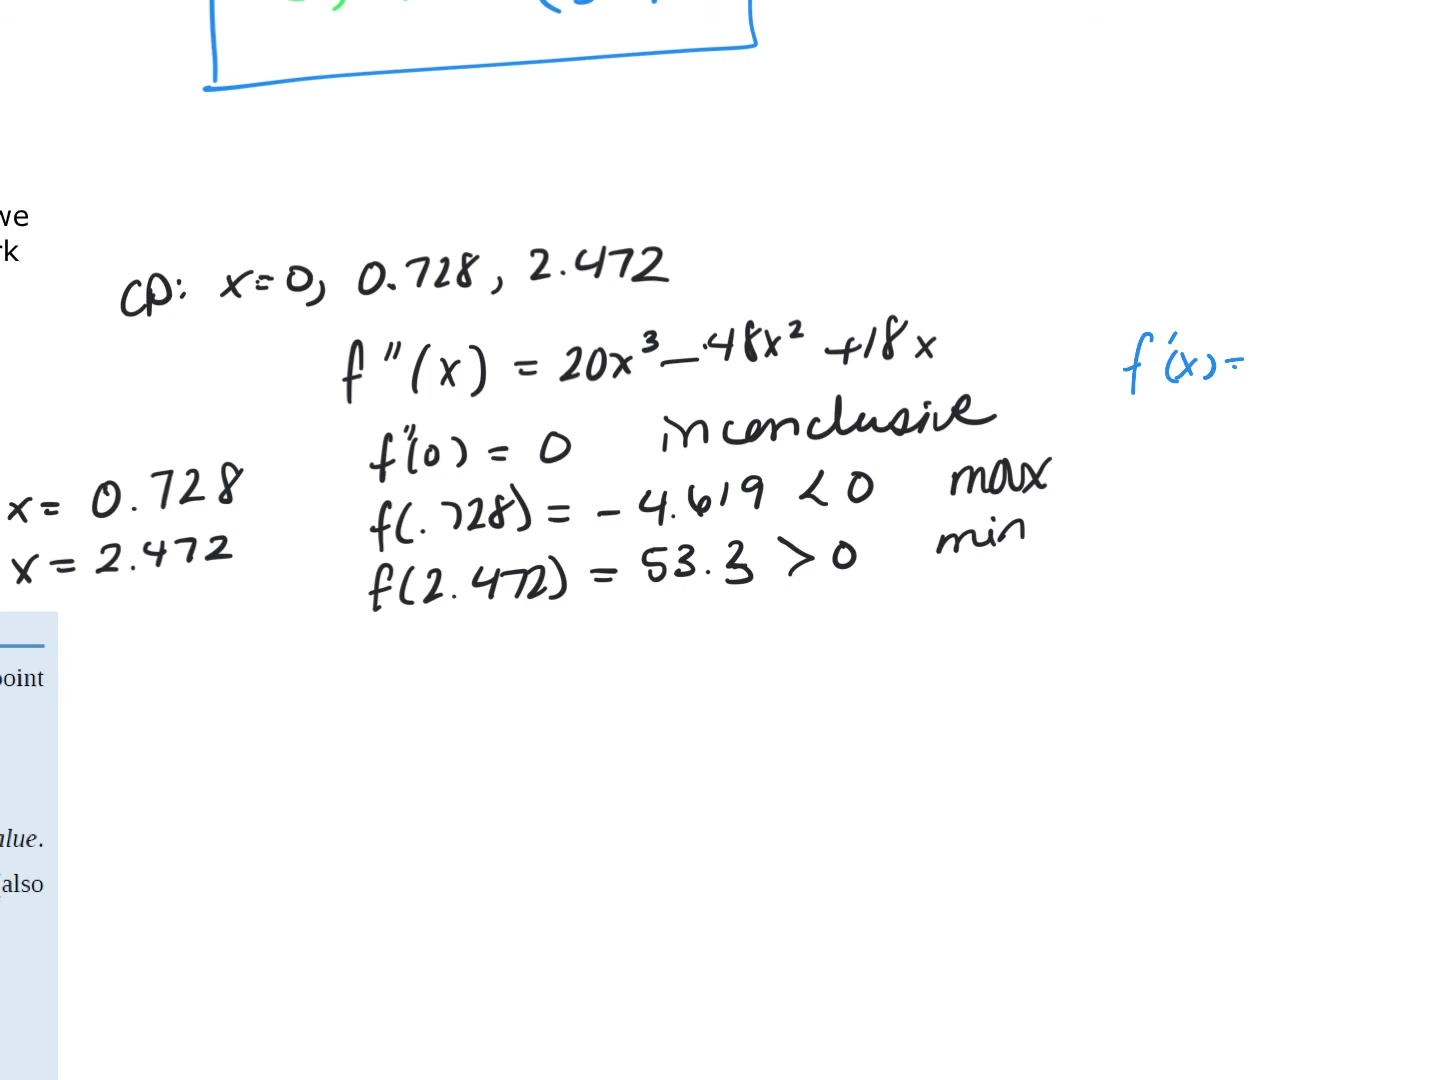 we
rk
CP: x=0, 0.728, 2.472
f"(x) = 20x³ - 48x² + 18x
f'(x) =
f"(0) = 0 inconclusive
x = 0.728
f(.728) = -4.619 < 0 max
x = 2.472
f(2.472) = 53.3 > 0 min
point
alue.
also